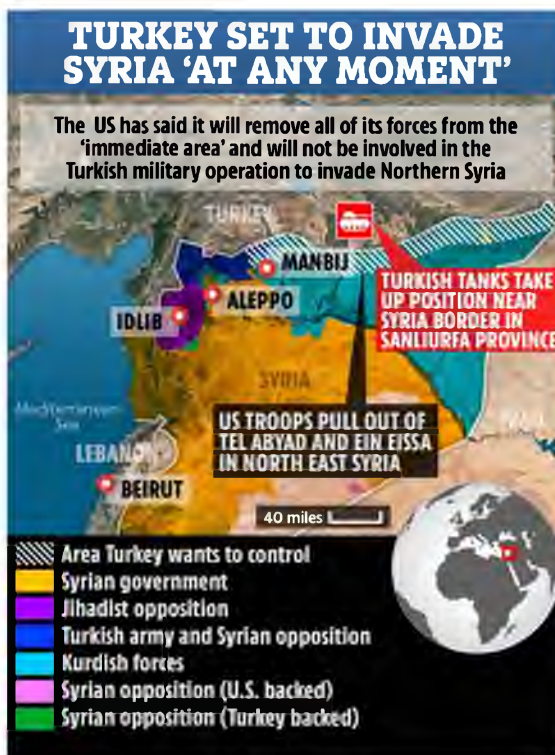 TURKEY SET TO INVADE
SYRIA ‘AT ANY MOMENT’
The US has said it will remove all of its forces from the
‘immediate area’ and will not be involved in the
Turkish military operation to invade Northern Syria
TURKEY
MANBIJ
ALEPPO
IDLIB
TURKISH TANKS TAKE
UP POSITION NEAR
SYRIA BORDER IN
SANLIURFA PROVINCE
SYRIA
Mediterranean
Sea
US TROOPS PULL OUT OF
TEL ABYAD AND EIN EISSA
IN NORTH EAST SYRIA
LEBANON
BEIRUT
40 miles
Area Turkey wants to control
Syrian government
Jihadist opposition
Turkish army and Syrian opposition
Kurdish forces
Syrian opposition (U.S. backed)
Syrian opposition (Turkey backed)